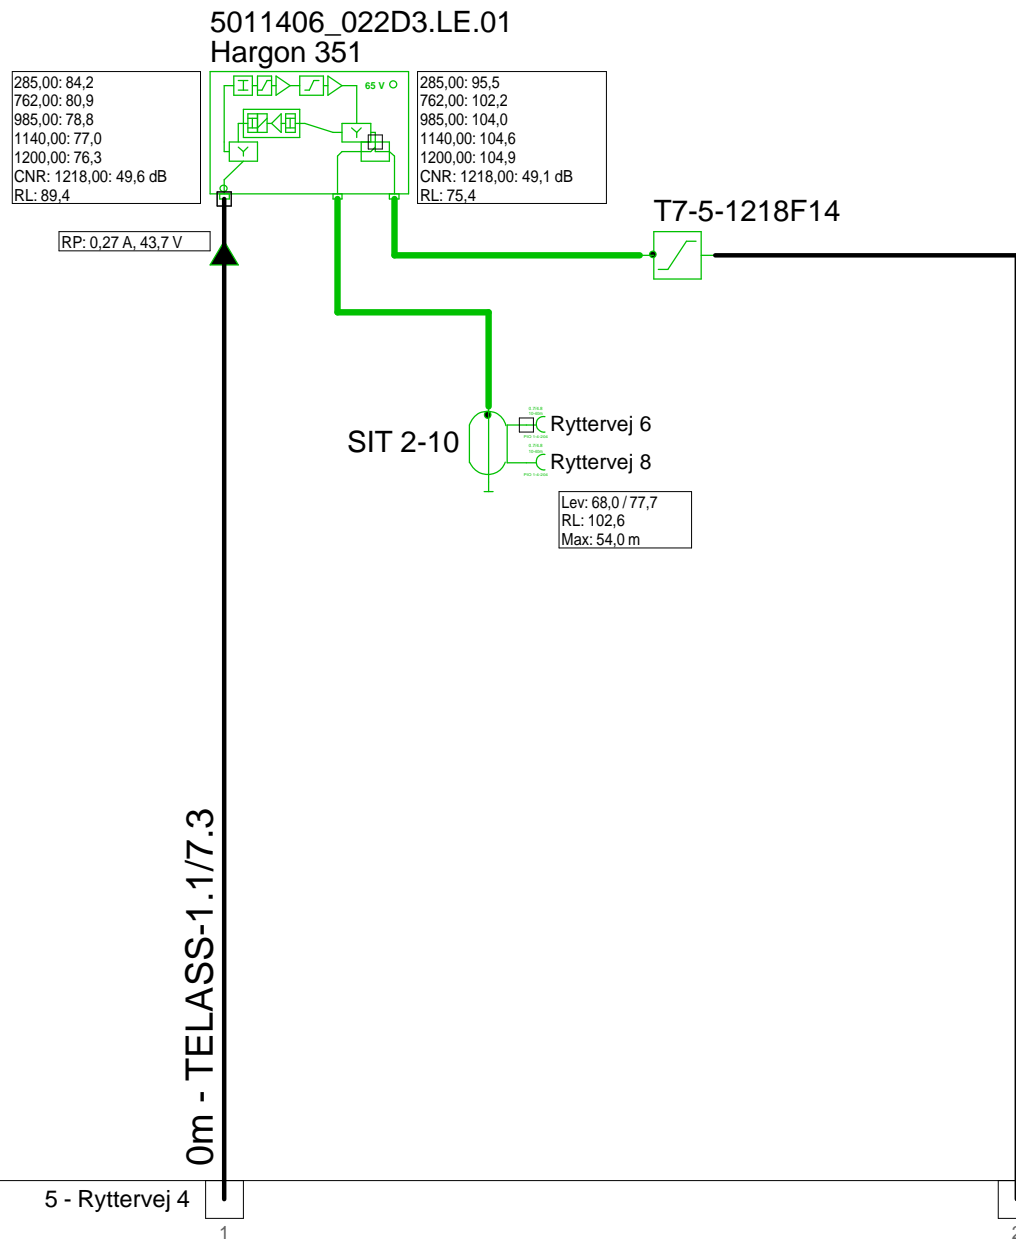 5011406_022D3.LE.01
Hargon 351
285,00: 84,2
762,00: 80,9
985,00: 78,8
1140,00: 77,0
1200,00: 76,3
CNR: 1218,00: 49,6 dB
RL: 89,4
65 V
Y
Y
285,00: 95,5
762,00: 102,2
985,00: 104,0
1140,00: 104,6
1200,00: 104,9
CNR: 1218,00: 49,1 dB
RL: 75,4
RP: 0,27 A, 43,7 V
T7-5-1218F14
SIT 2-10
Ryttervej 6
Ryttervej 8
Lev: 68,0 / 77,7
RL: 102,6
Max: 54,0 m
0m - TELASS-1.1/7.3
5 - Ryttervej 4
1
2